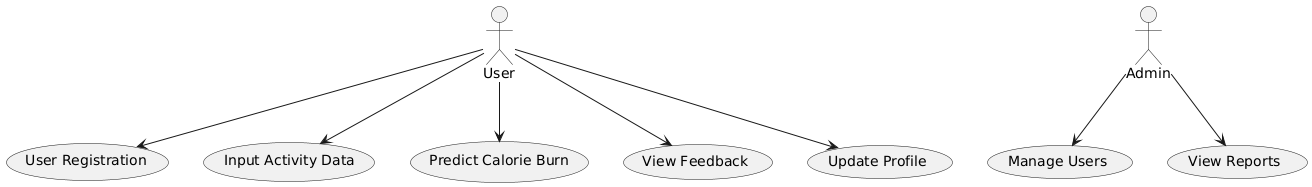 User
Admin
User Registration
Input Activity Data
Predict Calorie Burn
View Feedback
Update Profile
Manage Users
View Reports